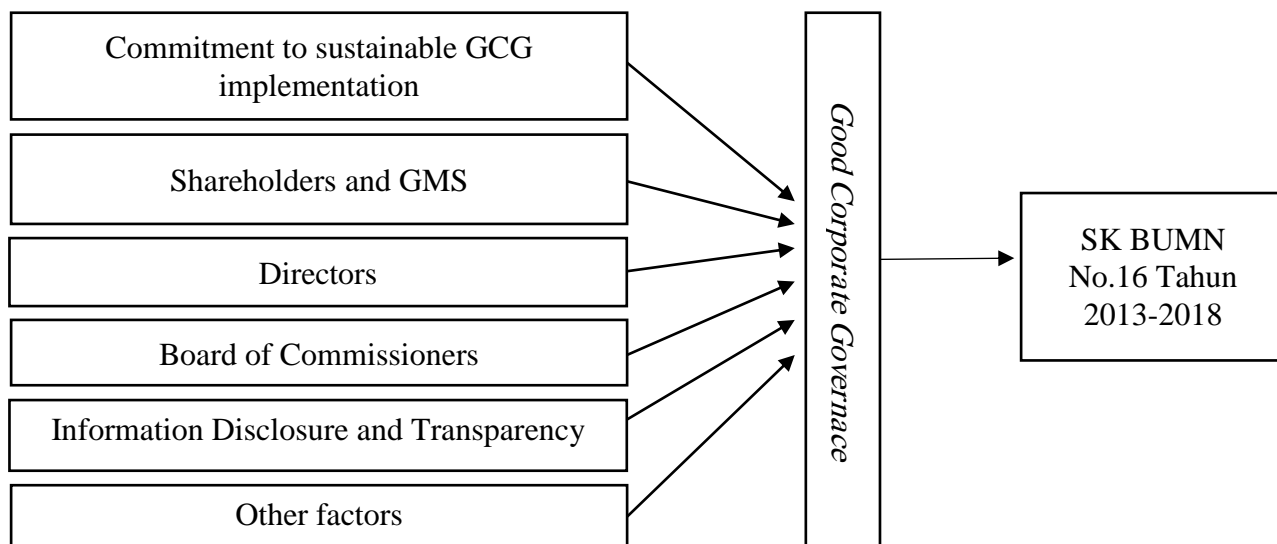 Commitment to sustainable GCG
implementation
Shareholders and GMS
Directors
Board of Commissioners
Information Disclosure and Transparency
Other factors
Good Corporate Governace
SK BUMN
No.16 Tahun
2013-2018